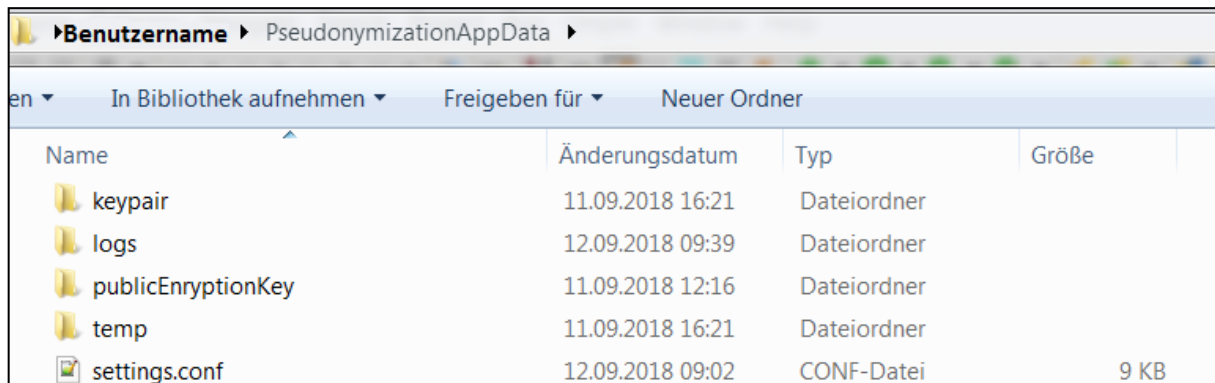 Benutzername PseudonymizationAppData
en In Bibliothek aufnehmen Freigeben für Neuer Ordner
Name Änderungsdatum Typ Größe
keypair 11.09.2018 16:21 Dateiordner
logs 12.09.2018 09:39 Dateiordner
publicEnryptionKey 11.09.2018 12:16 Dateiordner
temp 11.09.2018 16:21 Dateiordner
settings.conf 12.09.2018 09:02 CONF-Datei 9 KB